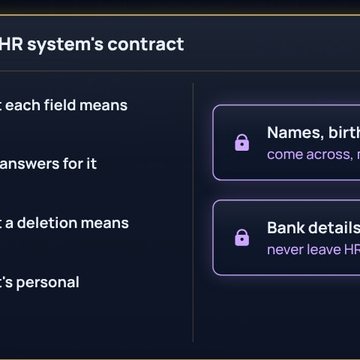 HR system's contract
t each field means
answers for it
t a deletion means
t's personal
Names, birth
come across,
Bank details
never leave HR